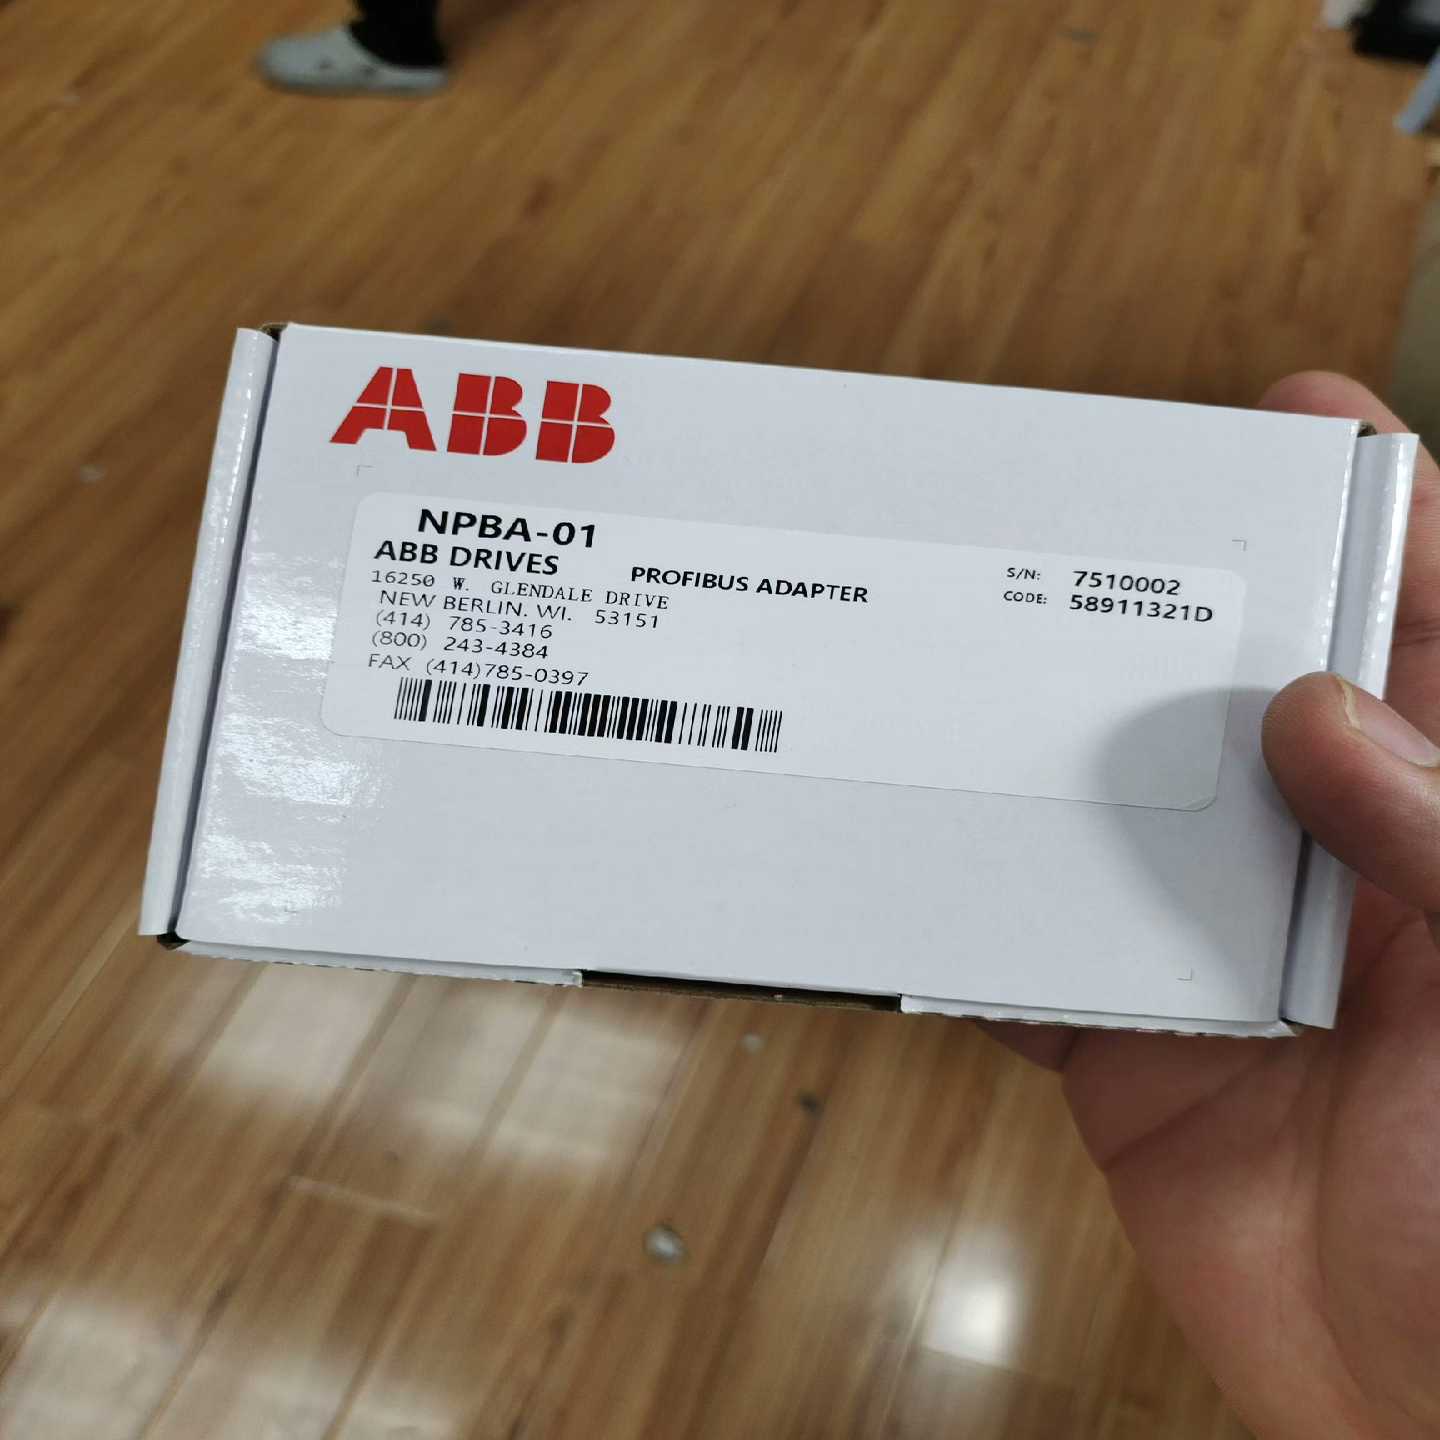 ABB
NPBA-01
ABB DRIVES
PROFIBUS ADAPTER
16250 W. GLENDALE DRIVE
NEW BERLIN. WI. 53151
(414) 785-3416
(800) 243-4384
FAX (414)785-0397
S/N: 7510002
CODE: 58911321D